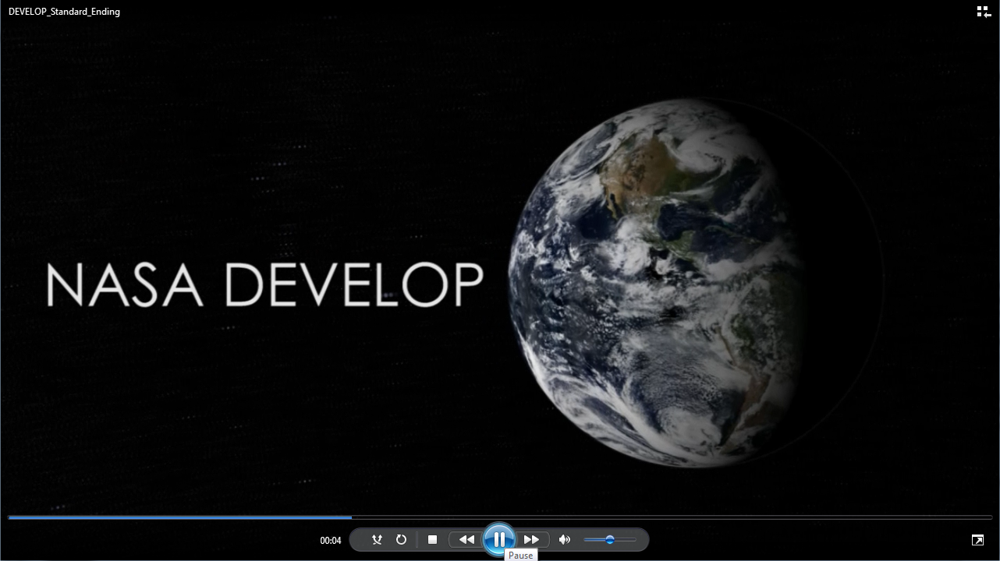 DEVELOP_Standard_Ending
NASA DEVELOP
00:04
Pause